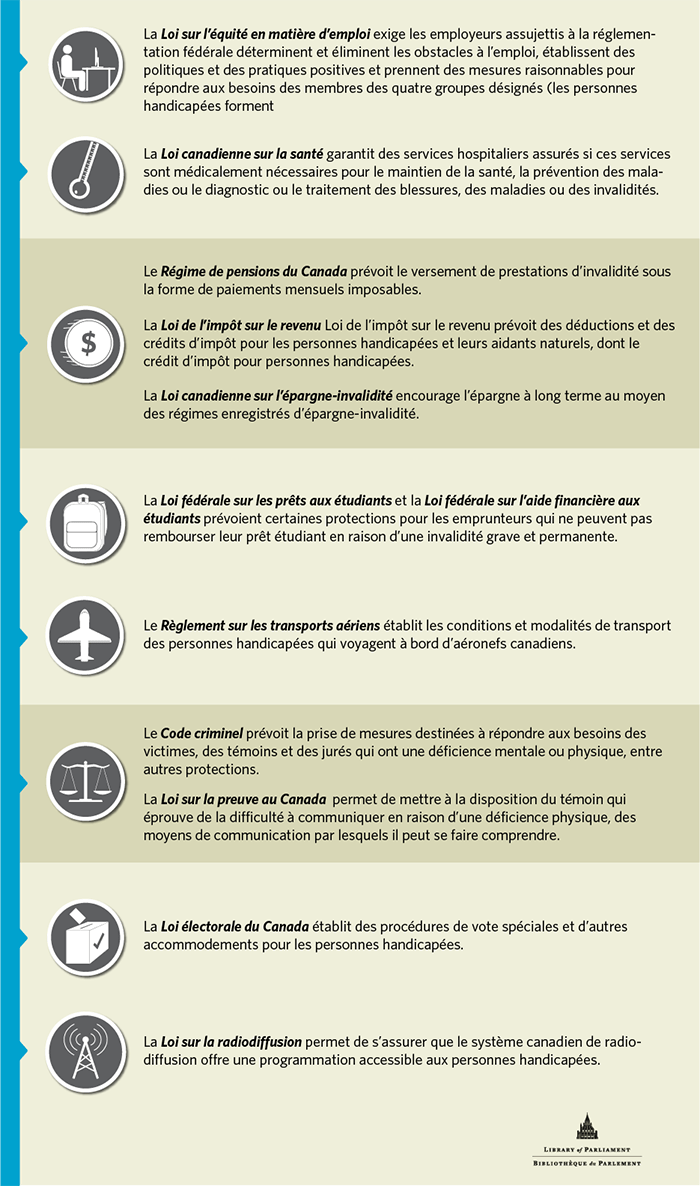 La Loi sur l’équité en matière d’emploi exige les employeurs assujettis à la réglemen-
tation fédérale déterminent et éliminent les obstacles à l’emploi, établissent des
politiques et des pratiques positives et prennent des mesures raisonnables pour
répondre aux besoins des membres des quatre groupes désignés (les personnes
handicapées forment
La Loi canadienne sur la santé garantit des services hospitaliers assurés si ces services
sont médicalement nécessaires pour le maintien de la santé, la prévention des mala-
dies ou le diagnostic ou le traitement des blessures, des maladies ou des invalidités.
Le Régime de pensions du Canada prévoit le versement de prestations d’invalidité sous
la forme de paiements mensuels imposables.
$
La Loi de l’impôt sur le revenu Loi de l’impôt sur le revenu prévoit des déductions et des
crédits d’impôt pour les personnes handicapées et leurs aidants naturels, dont le
crédit d’impôt pour personnes handicapées.
La Loi canadienne sur l’épargne-invalidité encourage l’épargne à long terme au moyen
des régimes enregistrés d’épargne-invalidité.
La Loi fédérale sur les prêts aux étudiants et la Loi fédérale sur l’aide financière aux
étudiants prévoient certaines protections pour les emprunteurs qui ne peuvent pas
rembourser leur prêt étudiant en raison d’une invalidité grave et permanente.
Le Règlement sur les transports aériens établit les conditions et modalités de transport
des personnes handicapées qui voyagent à bord d’aéronefs canadiens.
Le Code criminel prévoit la prise de mesures destinées à répondre aux besoins des
victimes, des témoins et des jurés qui ont une déficience mentale ou physique, entre
autres protections.
La Loi sur la preuve au Canada permet de mettre à la disposition du témoin qui
éprouve de la difficulté à communiquer en raison d’une déficience physique, des
moyens de communication par lesquels il peut se faire comprendre.
La Loi électorale du Canada établit des procédures de vote spéciales et d’autres
accommodements pour les personnes handicapées.
La Loi sur la radiodiffusion permet de s’assurer que le système canadien de radio-
diffusion offre une programmation accessible aux personnes handicapées.
LIBRARY of PARLIAMENT
BIBLIOTHÈQUE du PARLEMENT